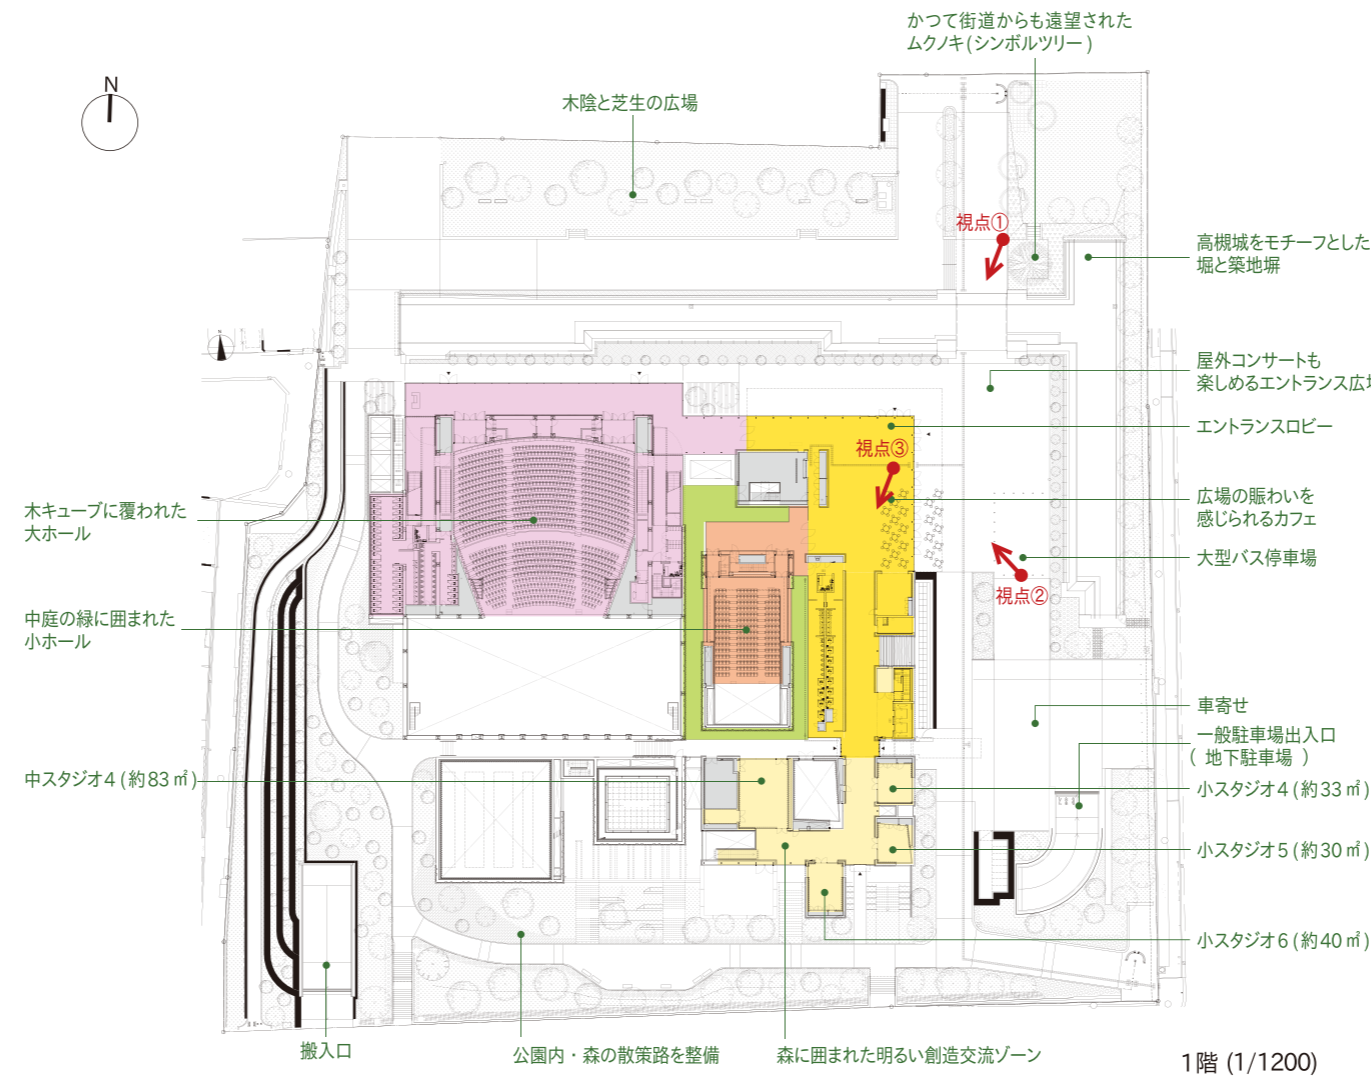 かつて街道からも遠望された
ムクノキ(シンボルツリー)
N
木陰と芝生の広場
視点①
高槻城をモチーフとした
堀と築地塀
N
屋外コンサートも
楽しめるエントランス広場
エントランスロビー
視点③
木キューブに覆われた
大ホール
広場の賑わいを
感じられるカフェ
大型バス停車場
視点②
中庭の緑に囲まれた
小ホール
車寄せ
一般駐車場出入口
(地下駐車場)
中スタジオ4(約83㎡)
小スタジオ4(約33㎡)
小スタジオ5(約30㎡)
小スタジオ6(約40㎡)
搬入口
公園内・森の散策路を整備
森に囲まれた明るい創造交流ゾーン
1階 (1/1200)